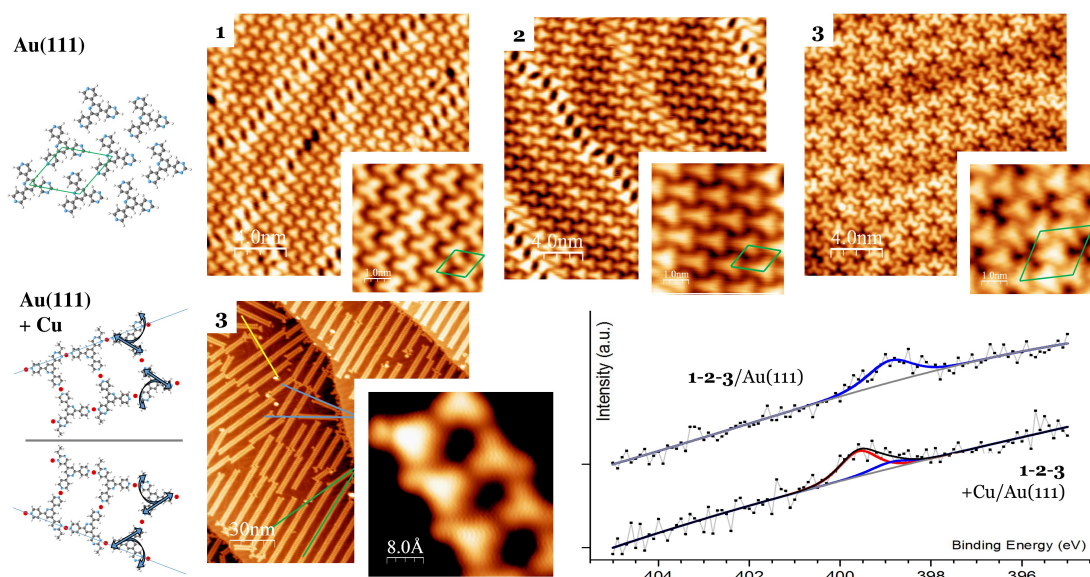 Au(111)
1
4.0nm
1.0nm
2
4.0nm
1.0nm
3
4.0nm
1.0nm
Au(111)
+ Cu
3
30nm
8.0Å
Intensity (a.u.)
1-2-3/Au(111)
1-2-3
+Cu/Au(111)
Binding Energy (eV)
404 402 400 398 396